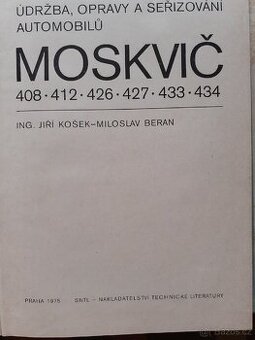 ÚDRŽBA, OPRAVY A SEŘIZOVÁNÍ
AUTOMOBILŮ
MOSKVIČ
408 · 412 · 426 · 427 · 433 · 434
ING. JIŘÍ KOŠEK–MILOSLAV BERAN
PRAHA 1975 SNTL – NAKLADATELSTVÍ TECHNICKÉ LITERATURY